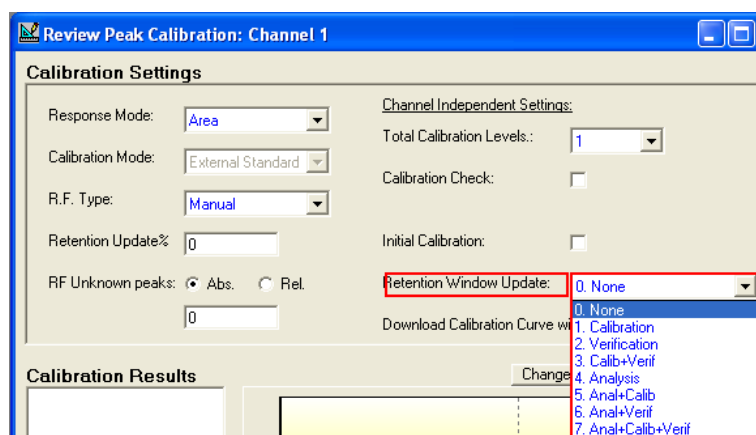 Review Peak Calibration: Channel 1
Calibration Settings
Response Mode: Area
Calibration Mode: External Standard
R.F. Type: Manual
Retention Update% 0
RF Unknown peaks: Abs. Rel.
0
Channel Independent Settings:
Total Calibration Levels.: 1
Calibration Check:
Initial Calibration:
Retention Window Update: 0. None
0. None
1. Calibration
2. Verification
3. Calib+Verif
4. Analysis
5. Anal+Calib
6. Anal+Verif
7. Anal+Calib+Verif
Download Calibration Curve
Calibration Results
Change